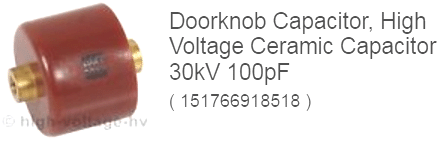 Doorknob Capacitor, High
Voltage Ceramic Capacitor
30kV 100pF
( 151766918518 )
© high-voltage-hv